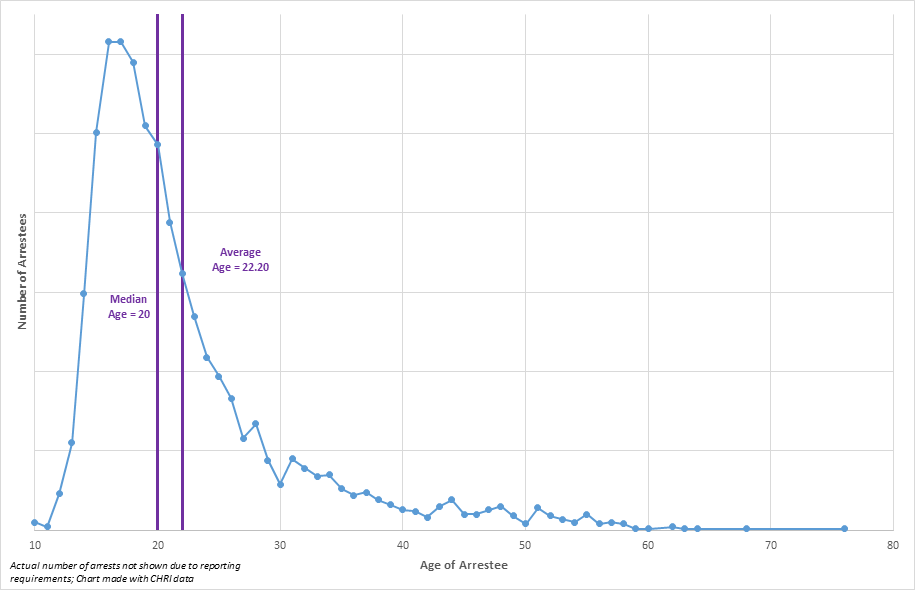 Number of Arrestees
Median
Age = 20
Average
Age = 22.20
10 20 30 40 50 60 70 80
Age of Arrestee
Actual number of arrests not shown due to reporting
requirements; Chart made with CHRI data